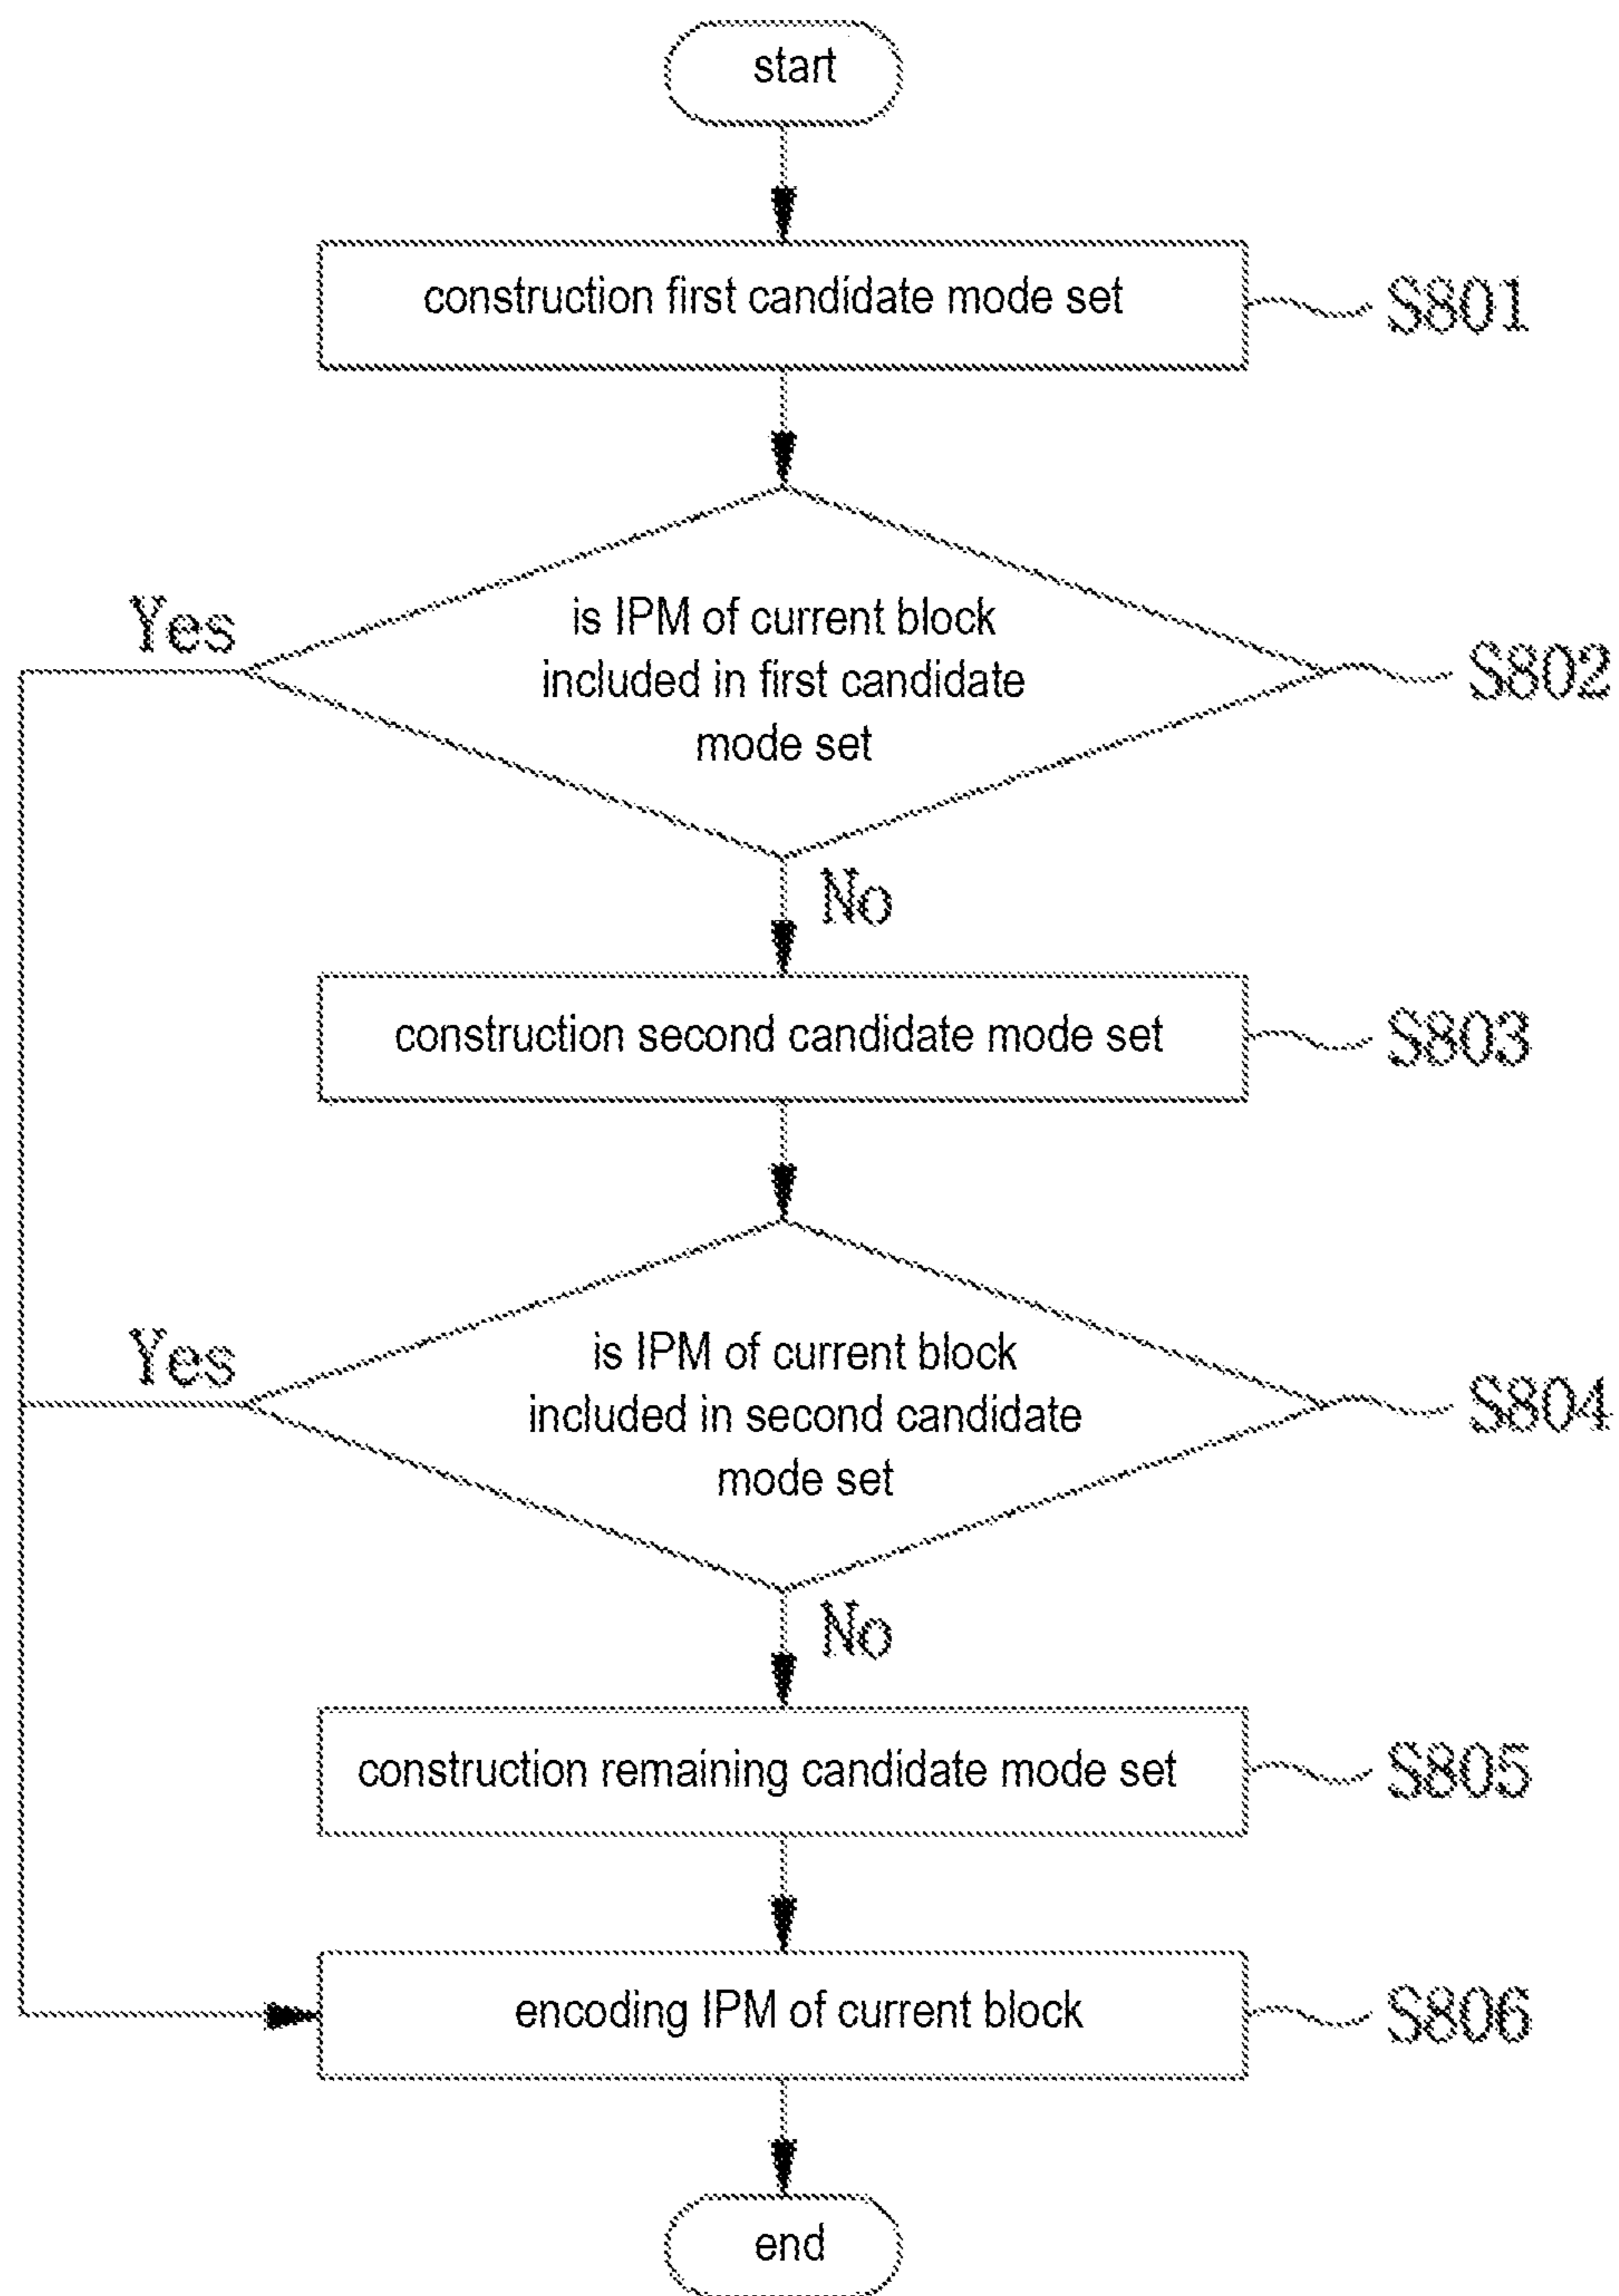 start
construction first candidate mode set
S801
is IPM of current block
included in first candidate
mode set
Yes
S802
No
construction second candidate mode set
S803
is IPM of current block
included in second candidate
mode set
Yes
S804
No
construction remaining candidate mode set
S805
encoding IPM of current block
S806
end